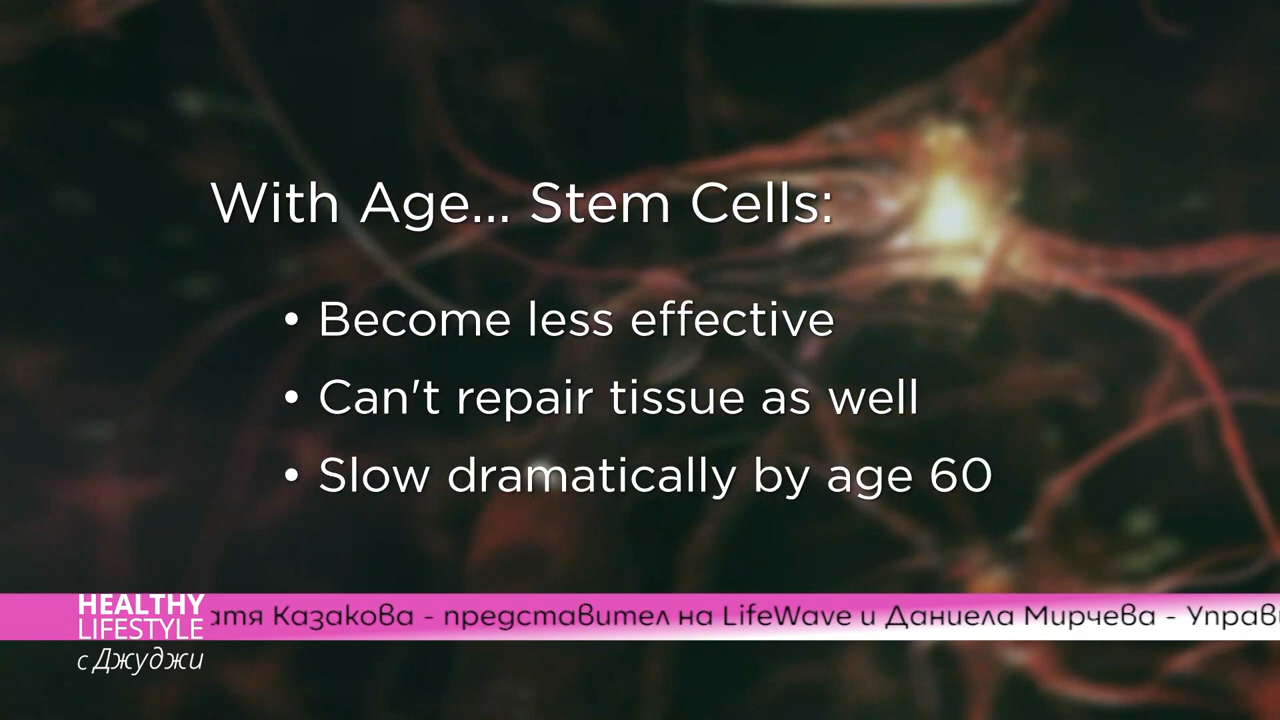 With Age... Stem Cells:
• Become less effective
• Can't repair tissue as well
• Slow dramatically by age 60
HEALTHY
LIFESTYLE
с Джуджи
Казакова - представител на LifeWave и Даниела Мирчева -